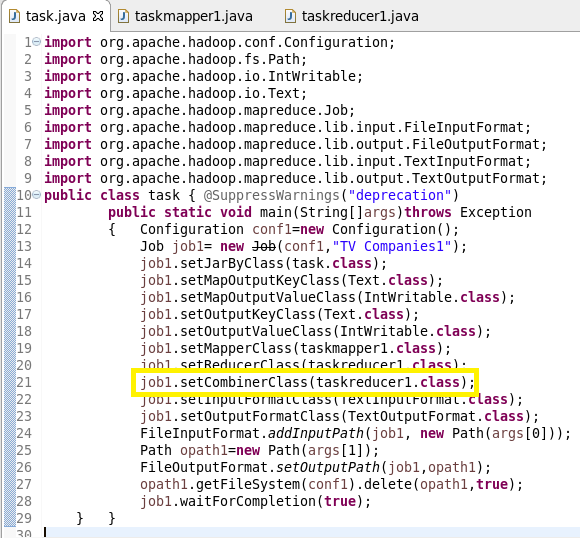 task.java taskmapper1.java taskreducer1.java
1 import org.apache.hadoop.conf.Configuration;
2 import org.apache.hadoop.fs.Path;
3 import org.apache.hadoop.io.IntWritable;
4 import org.apache.hadoop.io.Text;
5 import org.apache.hadoop.mapreduce.Job;
6 import org.apache.hadoop.mapreduce.lib.input.FileInputFormat;
7 import org.apache.hadoop.mapreduce.lib.output.FileOutputFormat;
8 import org.apache.hadoop.mapreduce.lib.input.TextInputFormat;
9 import org.apache.hadoop.mapreduce.lib.output.TextOutputFormat;
10 public class task { @SuppressWarnings("deprecation")
11 public static void main(String[]args)throws Exception
12 { Configuration conf1=new Configuration();
13 Job job1= new Job(conf1,"TV Companies1");
14 job1.setJarByClass(task.class);
15 job1.setMapOutputKeyClass(Text.class);
16 job1.setMapOutputValueClass(IntWritable.class);
17 job1.setOutputKeyClass(Text.class);
18 job1.setOutputValueClass(IntWritable.class);
19 job1.setMapperClass(taskmapper1.class);
20 job1.setReducerClass(taskreducer1.class);
21 job1.setCombinerClass(taskreducer1.class);
22 job1.setInputFormatClass(TextInputFormat.class);
23 job1.setOutputFormatClass(TextOutputFormat.class);
24 FileInputFormat.addInputPath(job1, new Path(args[0]));
25 Path opath1=new Path(args[1]);
26 FileOutputFormat.setOutputPath(job1,opath1);
27 opath1.getFileSystem(conf1).delete(opath1,true);
28 job1.waitForCompletion(true);
29 } }
30